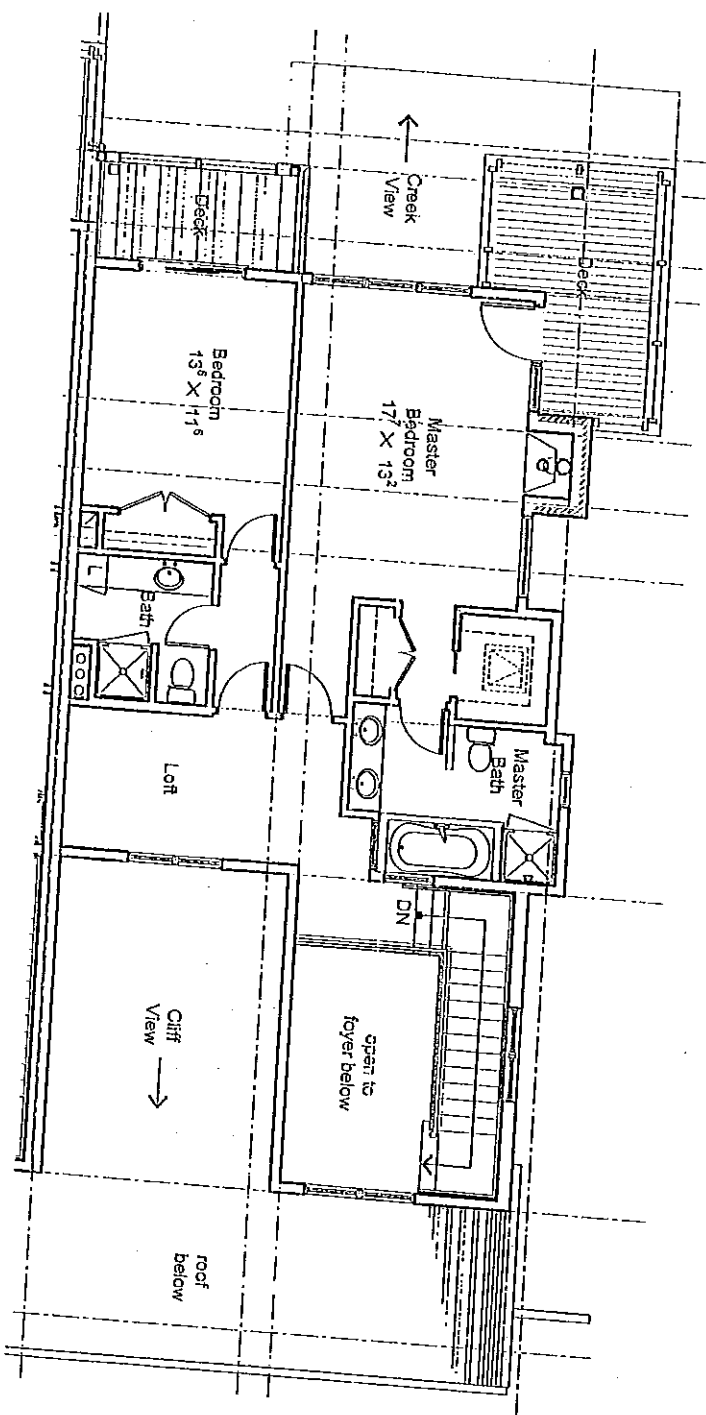 Creek
View
Deck
Deck
Bedroom
13⁶ X 11⁶
Master
Bedroom
17⁷ X 13²
Bath
L
Master
Bath
Loft
DN
open to
foyer below
Cliff
View
roof
below